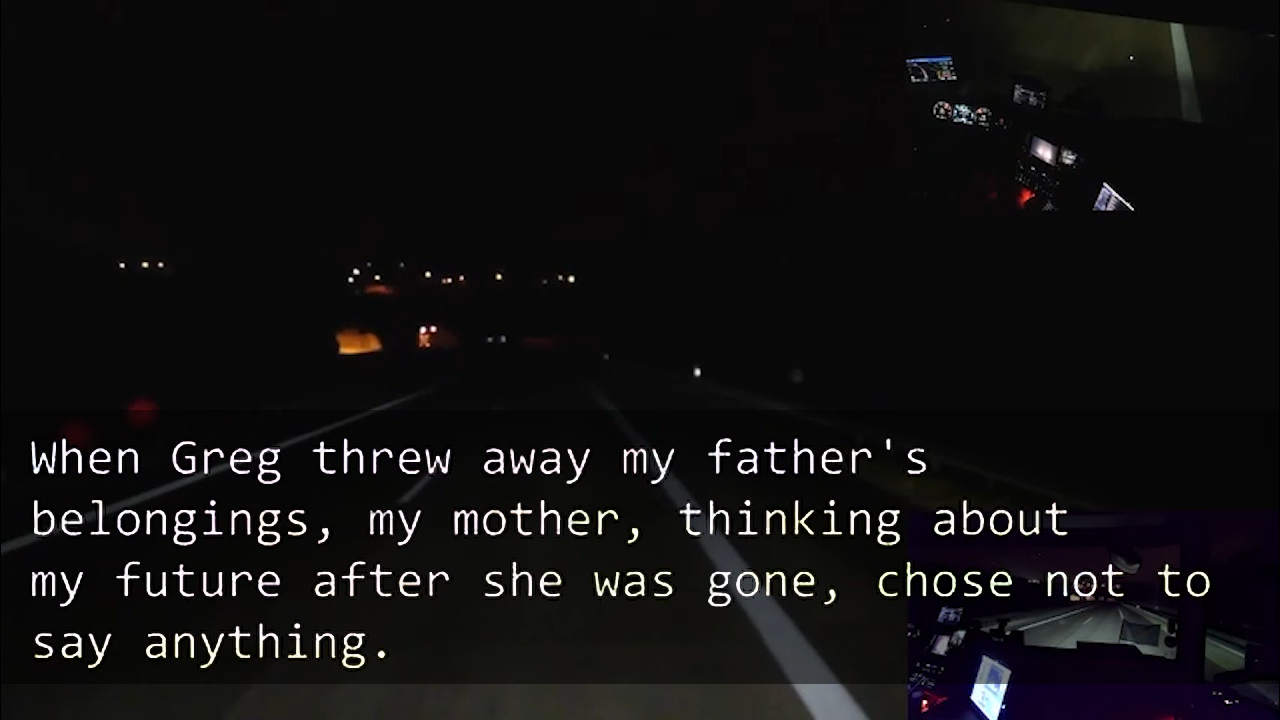 When Greg threw away my father's
belongings, my mother, thinking about
my future after she was gone, chose not to
say anything.